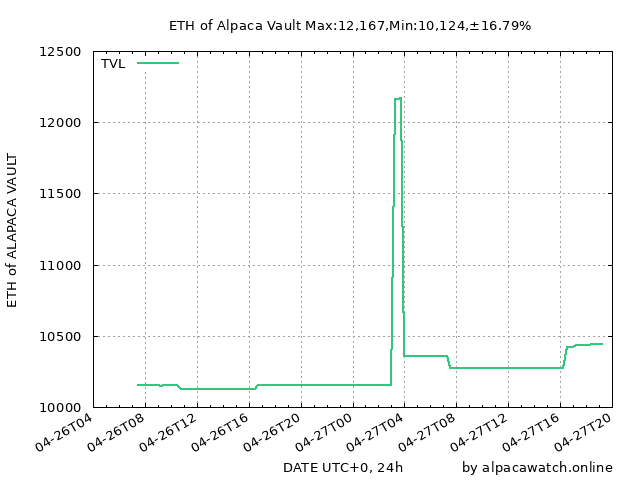 ETH of Alpaca Vault Max:12,167,Min:10,124,±16.79%
TVL
12500
12000
11500
11000
10500
10000
ETH of ALAPACA VAULT
04-26T04
04-26T08
04-26T12
04-26T16
04-26T20
04-27T00
04-27T04
04-27T08
04-27T12
04-27T16
04-27T20
DATE UTC+0, 24h
by alpacawatch.online